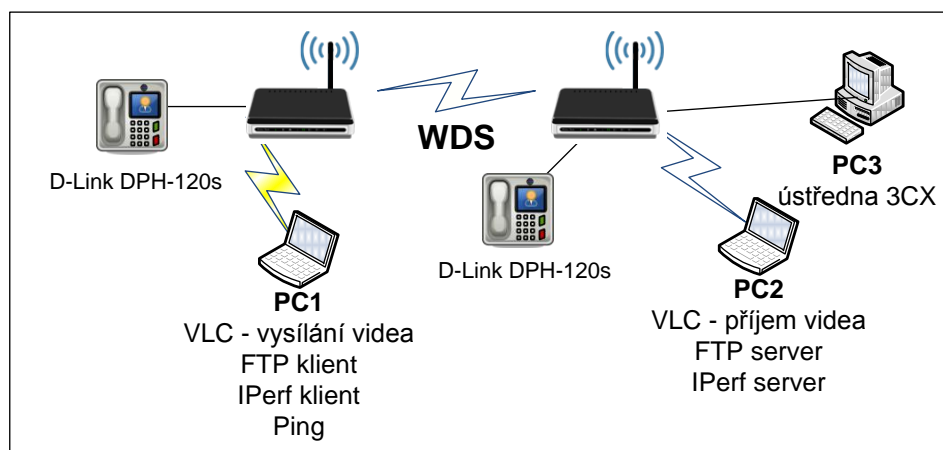 WDS
D-Link DPH-120s
PC3
ústředna 3CX
D-Link DPH-120s
PC1
VLC - vysílání videa
FTP klient
IPerf klient
Ping
PC2
VLC - příjem videa
FTP server
IPerf server